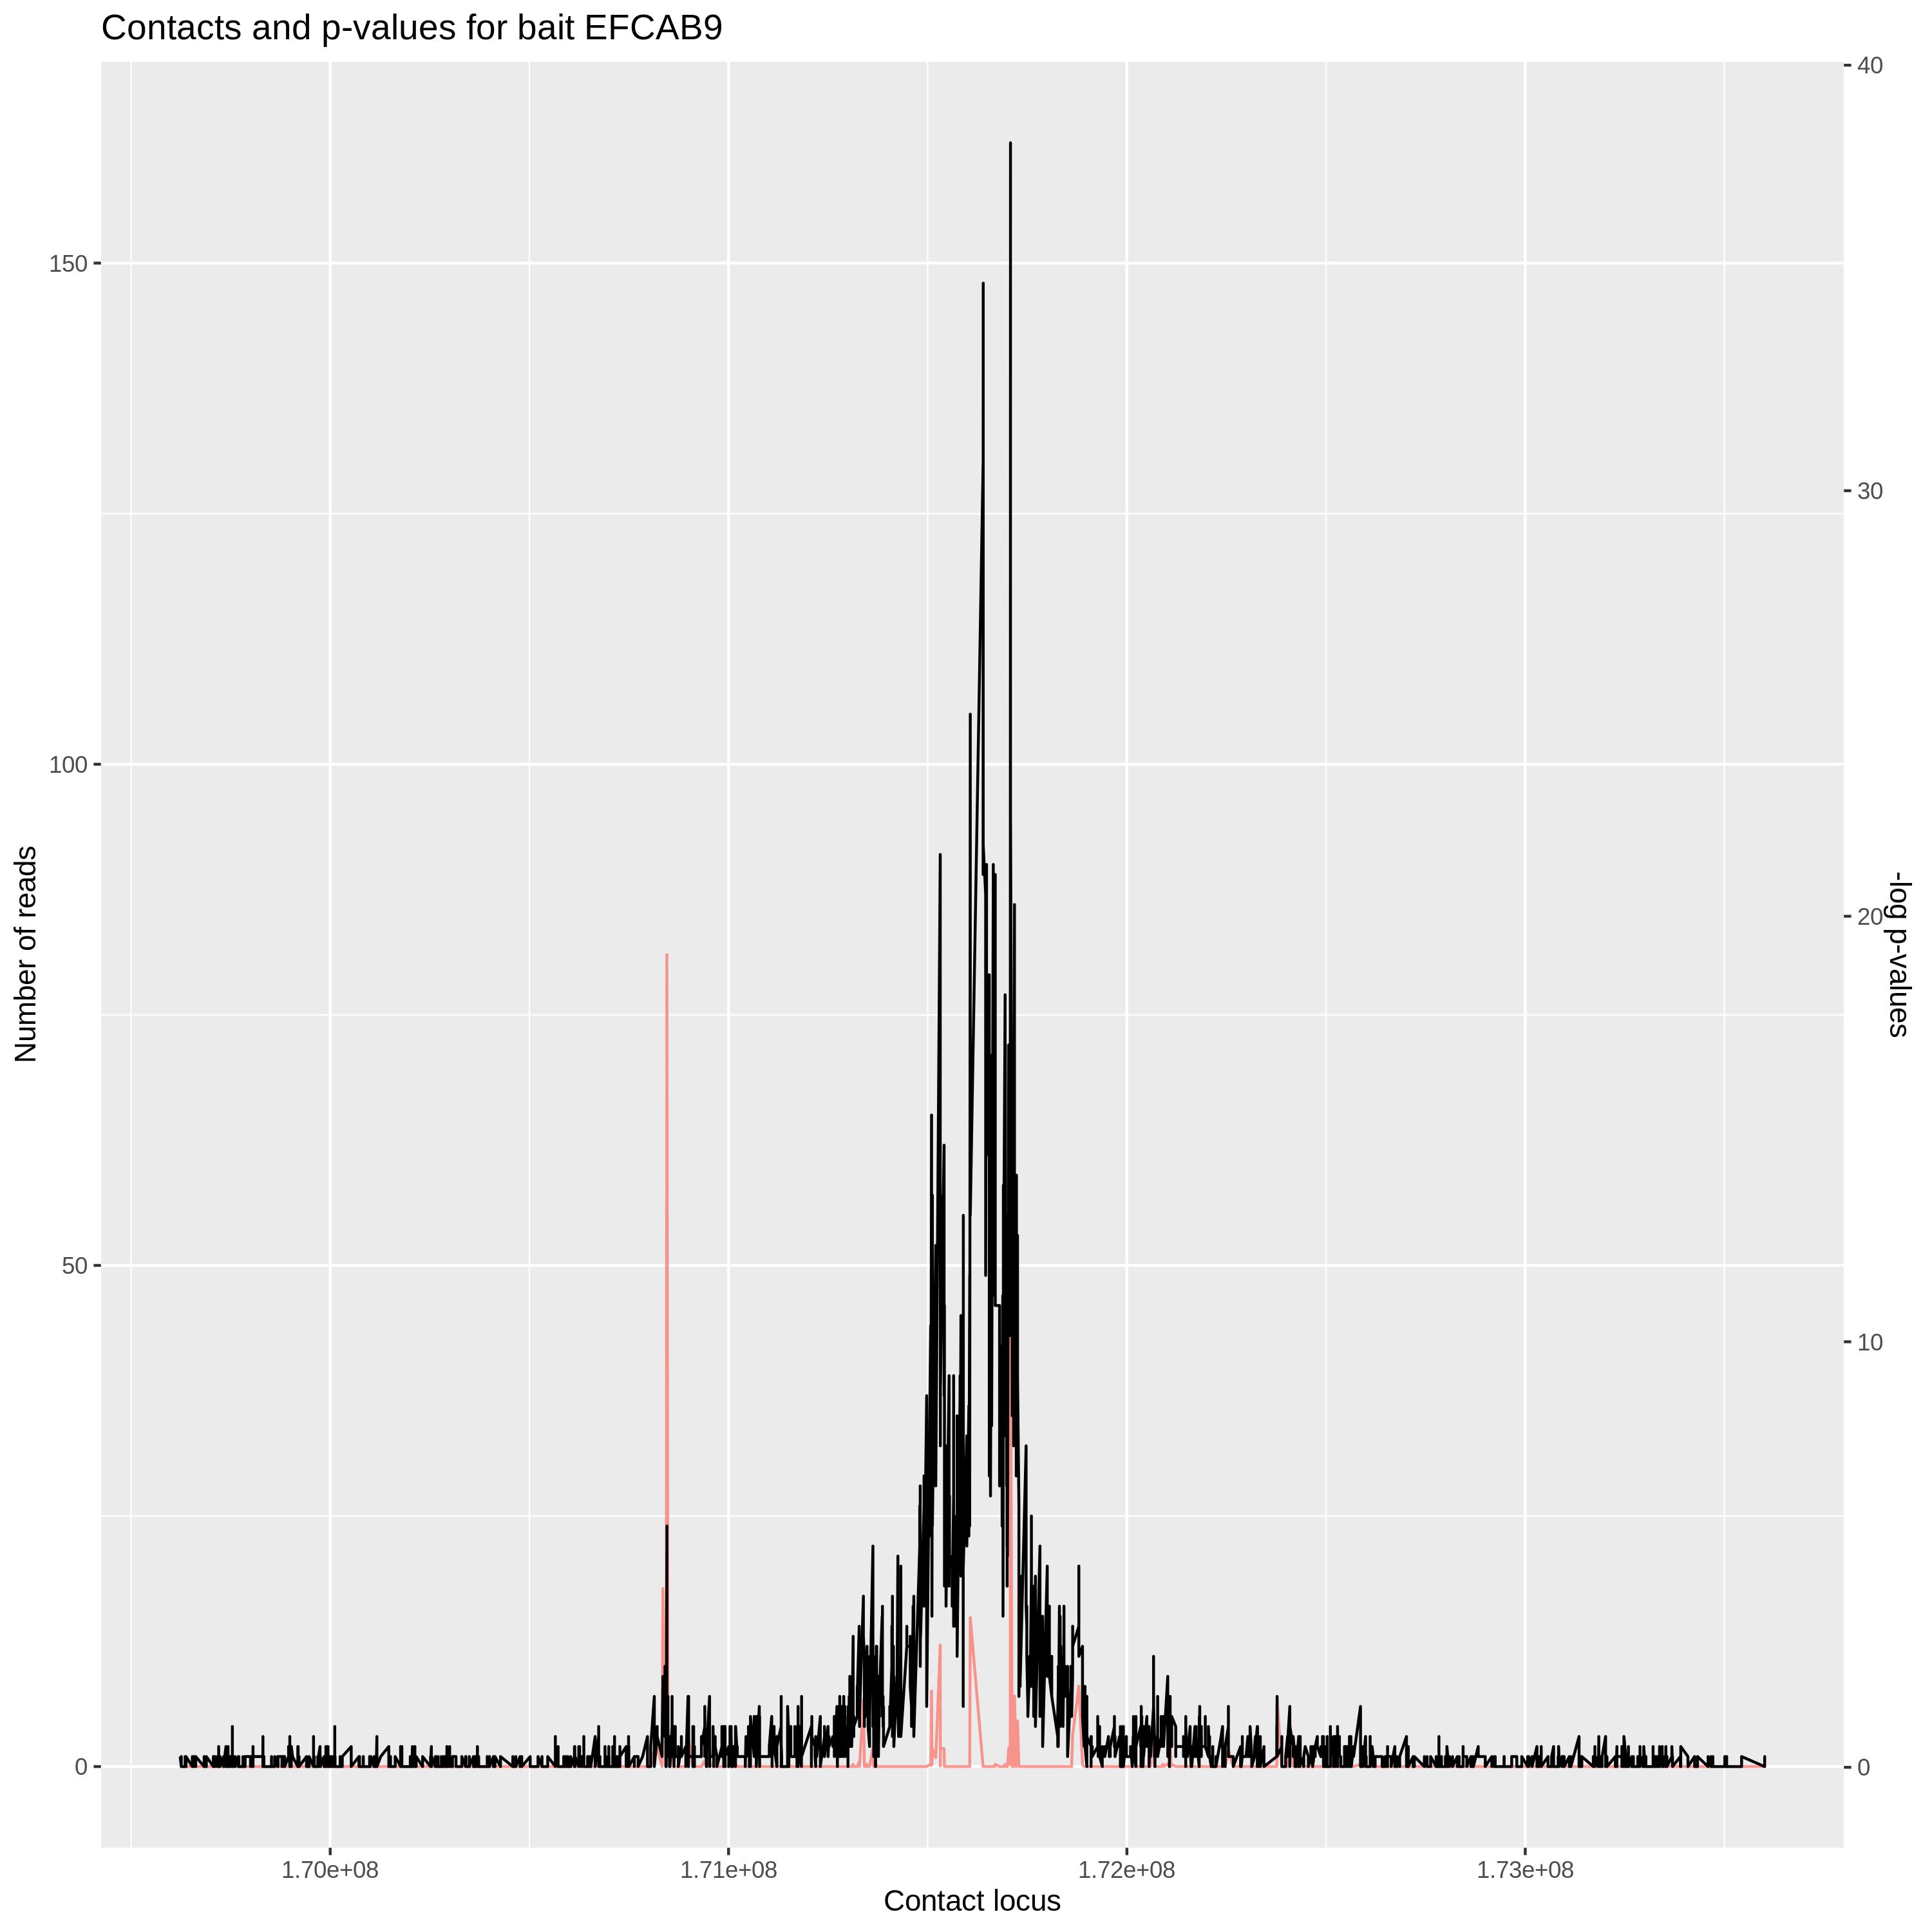 Contacts and p-values for bait EFCAB9
Number of reads
150
100
50
0
40
30
20
10
0
-log p-values
1.70e+08
1.71e+08
1.72e+08
1.73e+08
Contact locus